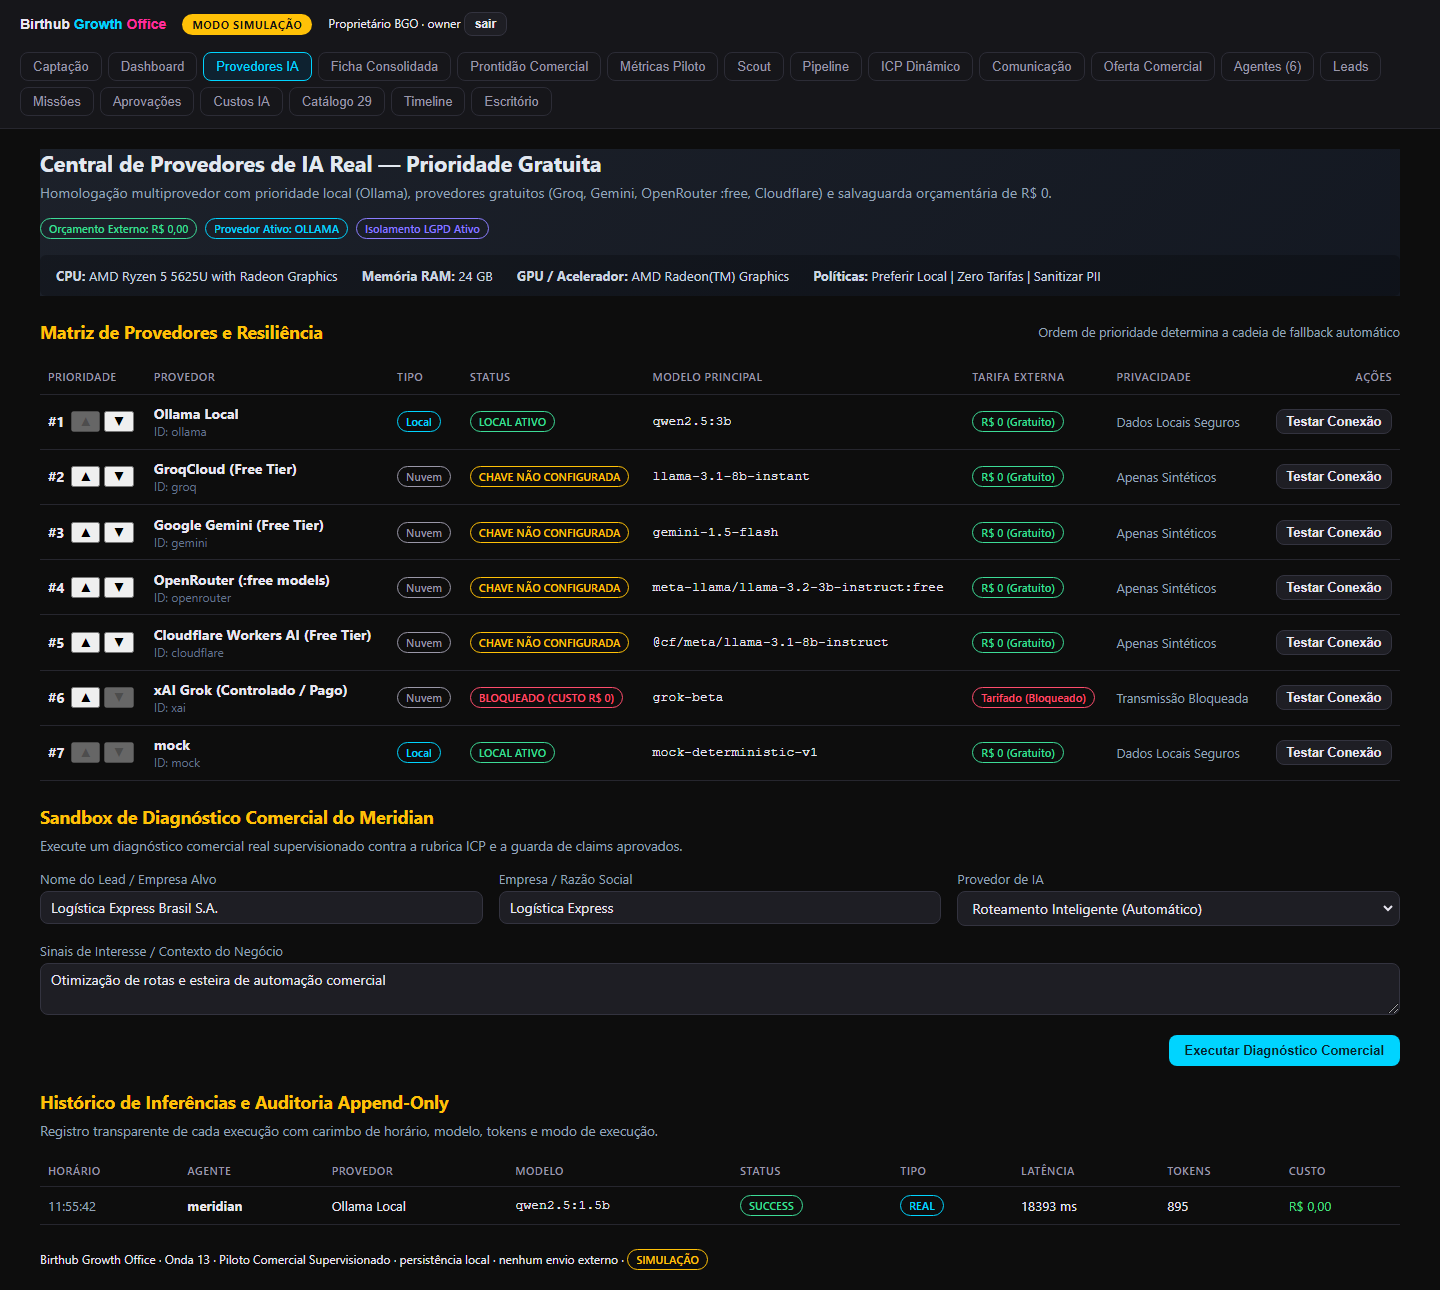 Birthub Growth Office MODO SIMULAÇÃO Proprietário BGO · owner sair
Captação Dashboard Provedores IA Ficha Consolidada Prontidão Comercial Métricas Piloto Scout Pipeline ICP Dinâmico Comunicação Oferta Comercial Agentes (6) Leads
Missões Aprovações Custos IA Catálogo 29 Timeline Escritório
Central de Provedores de IA Real — Prioridade Gratuita
Homologação multiprovedor com prioridade local (Ollama), provedores gratuitos (Groq, Gemini, OpenRouter :free, Cloudflare) e salvaguarda orçamentária de R$ 0.
Orçamento Externo: R$ 0,00 Provedor Ativo: OLLAMA Isolamento LGPD Ativo
CPU: AMD Ryzen 5 5625U with Radeon Graphics Memória RAM: 24 GB GPU / Acelerador: AMD Radeon(TM) Graphics Políticas: Preferir Local | Zero Tarifas | Sanitizar PII
Matriz de Provedores e Resiliência Ordem de prioridade determina a cadeia de fallback automático
PRIORIDADE PROVEDOR TIPO STATUS MODELO PRINCIPAL TARIFA EXTERNA PRIVACIDADE AÇÕES
#1 ▲ ▼ Ollama Local Local LOCAL ATIVO qwen2.5:3b R$ 0 (Gratuito) Dados Locais Seguros Testar Conexão
ID: ollama
#2 ▲ ▼ GroqCloud (Free Tier) Nuvem CHAVE NÃO CONFIGURADA llama-3.1-8b-instant R$ 0 (Gratuito) Apenas Sintéticos Testar Conexão
ID: groq
#3 ▲ ▼ Google Gemini (Free Tier) Nuvem CHAVE NÃO CONFIGURADA gemini-1.5-flash R$ 0 (Gratuito) Apenas Sintéticos Testar Conexão
ID: gemini
#4 ▲ ▼ OpenRouter (:free models) Nuvem CHAVE NÃO CONFIGURADA meta-llama/llama-3.2-3b-instruct:free R$ 0 (Gratuito) Apenas Sintéticos Testar Conexão
ID: openrouter
#5 ▲ ▼ Cloudflare Workers AI (Free Tier) Nuvem CHAVE NÃO CONFIGURADA @cf/meta/llama-3.1-8b-instruct R$ 0 (Gratuito) Apenas Sintéticos Testar Conexão
ID: cloudflare
#6 ▲ ▼ xAI Grok (Controlado / Pago) Nuvem BLOQUEADO (CUSTO R$ 0) grok-beta Tarifado (Bloqueado) Transmissão Bloqueada Testar Conexão
ID: xai
#7 ▲ ▼ mock Local LOCAL ATIVO mock-deterministic-v1 R$ 0 (Gratuito) Dados Locais Seguros Testar Conexão
ID: mock
Sandbox de Diagnóstico Comercial do Meridian
Execute um diagnóstico comercial real supervisionado contra a rubrica ICP e a guarda de claims aprovados.
Nome do Lead / Empresa Alvo Empresa / Razão Social Provedor de IA
Logística Express Brasil S.A. Logística Express Roteamento Inteligente (Automático)
Sinais de Interesse / Contexto do Negócio
Otimização de rotas e esteira de automação comercial
Executar Diagnóstico Comercial
Histórico de Inferências e Auditoria Append-Only
Registro transparente de cada execução com carimbo de horário, modelo, tokens e modo de execução.
HORÁRIO AGENTE PROVEDOR MODELO STATUS TIPO LATÊNCIA TOKENS CUSTO
11:55:42 meridian Ollama Local qwen2.5:1.5b SUCCESS REAL 18393 ms 895 R$ 0,00
Birthub Growth Office · Onda 13 · Piloto Comercial Supervisionado · persistência local · nenhum envio externo · SIMULAÇÃO